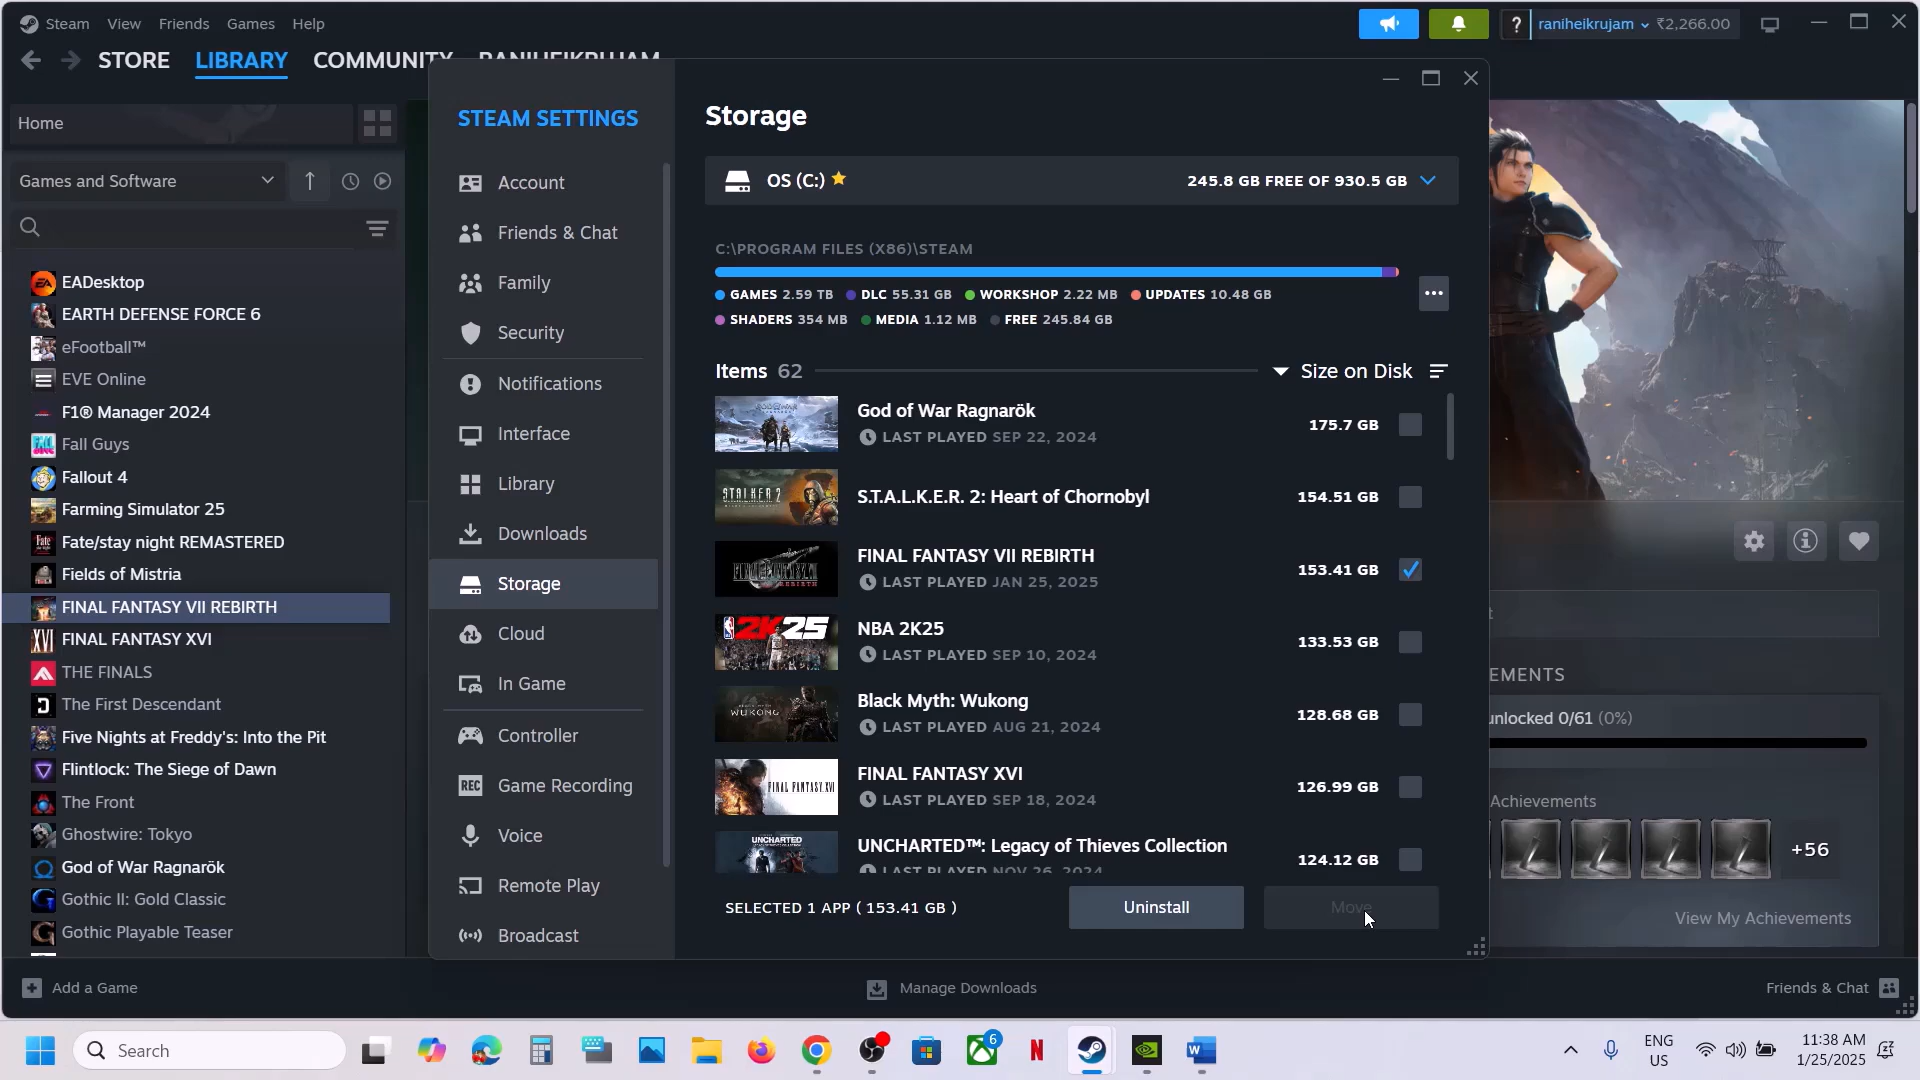 Steam View Friends Games Help
raniheikrujam ₹2,266.00
STORE LIBRARY COMMUNITY RANIHEIKRUJAM
Home
Games and Software
EADesktop
EARTH DEFENSE FORCE 6
eFootball™
EVE Online
F1® Manager 2024
Fall Guys
Fallout 4
Farming Simulator 25
Fate/stay night REMASTERED
Fields of Mistria
FINAL FANTASY VII REBIRTH
FINAL FANTASY XVI
THE FINALS
The First Descendant
Five Nights at Freddy's: Into the Pit
Flintlock: The Siege of Dawn
The Front
Ghostwire: Tokyo
God of War Ragnarök
Gothic II: Gold Classic
Gothic Playable Teaser
STEAM SETTINGS
Account
Friends & Chat
Family
Security
Notifications
Interface
Library
Downloads
Storage
Cloud
In Game
Controller
REC Game Recording
Voice
Remote Play
Broadcast
Storage
OS (C:) 245.8 GB FREE OF 930.5 GB
C:\PROGRAM FILES (X86)\STEAM
GAMES 2.59 TB DLC 55.31 GB WORKSHOP 2.22 MB UPDATES 10.48 GB
SHADERS 354 MB MEDIA 1.12 MB FREE 245.84 GB
Items 62 Size on Disk
God of War Ragnarök 175.7 GB
LAST PLAYED SEP 22, 2024
S.T.A.L.K.E.R. 2: Heart of Chornobyl 154.51 GB
FINAL FANTASY VII REBIRTH 153.41 GB
LAST PLAYED JAN 25, 2025
NBA 2K25 133.53 GB
LAST PLAYED SEP 10, 2024
Black Myth: Wukong 128.68 GB
LAST PLAYED AUG 21, 2024
FINAL FANTASY XVI 126.99 GB
LAST PLAYED SEP 18, 2024
UNCHARTED™: Legacy of Thieves Collection 124.12 GB
LAST PLAYED NOV 26, 2024
SELECTED 1 APP ( 153.41 GB ) Uninstall Move
EMENTS
unlocked 0/61 (0%)
Achievements
+56
View My Achievements
Add a Game Manage Downloads Friends & Chat
Search
6
ENG
US
11:38 AM
1/25/2025